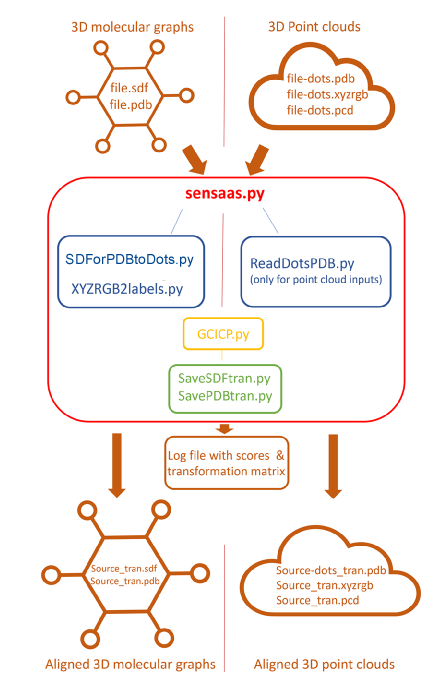 3D molecular graphs
3D Point clouds
file.sdf
file.pdb
file-dots.pdb
file-dots.xyzrgb
file-dots.pcd
sensaas.py
SDForPDBtoDots.py
XYZRGB2labels.py
ReadDotsPDB.py
(only for point cloud inputs)
GCICP.py
SaveSDFtran.py
SavePDBtran.py
Log file with scores &
transformation matrix
Source_tran.sdf
Source_tran.pdb
Source-dots_tran.pdb
Source_tran.xyzrgb
Source_tran.pcd
Aligned 3D molecular graphs
Aligned 3D point clouds